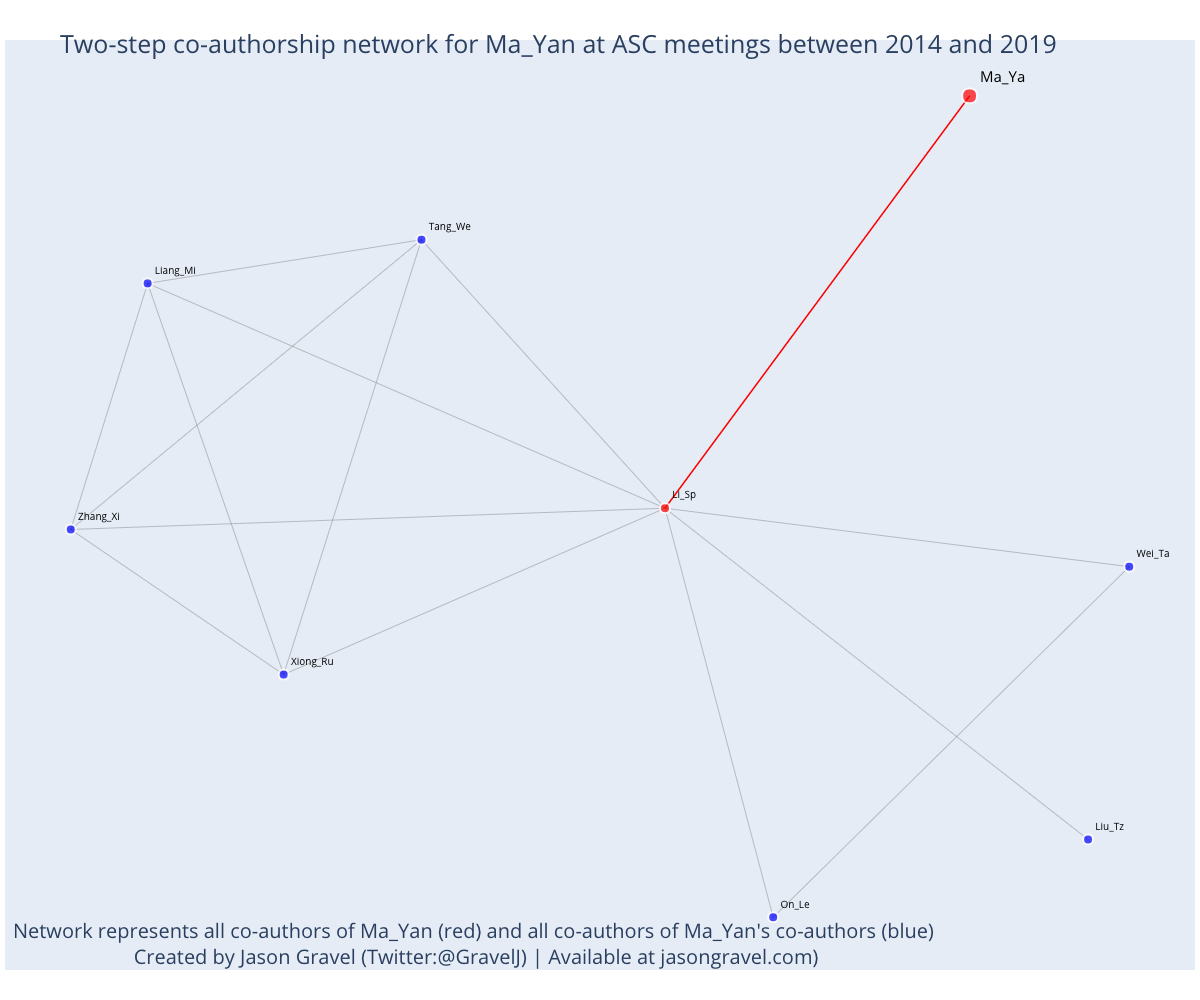 Two-step co-authorship network for Ma_Yan at ASC meetings between 2014 and 2019
Ma_Ya
Tang_We
Liang_Mi
Li_Sp
Zhang_Xi
Wei_Ta
Xiong_Ru
Liu_Tz
On_Le
Network represents all co-authors of Ma_Yan (red) and all co-authors of Ma_Yan's co-authors (blue)
Created by Jason Gravel (Twitter:@GravelJ) | Available at jasongravel.com)